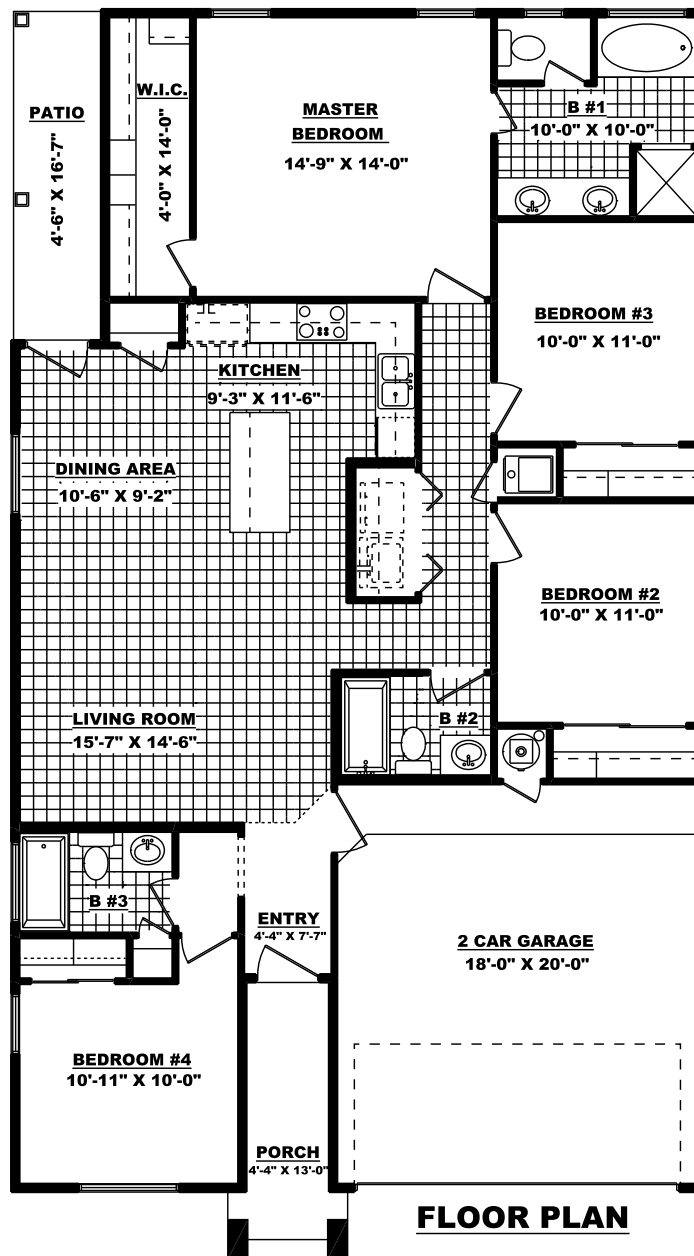 PATIO
4'-6" X 16'-7"
W.I.C.
4'-0" X 14'-0"
MASTER
BEDROOM
14'-9" X 14'-0"
B #1
10'-0" X 10'-0"
BEDROOM #3
10'-0" X 11'-0"
KITCHEN
9'-3" X 11'-6"
DINING AREA
10'-6" X 9'-2"
BEDROOM #2
10'-0" X 11'-0"
LIVING ROOM
15'-7" X 14'-6"
B #2
B #3
ENTRY
4'-4" X 7'-7"
2 CAR GARAGE
18'-0" X 20'-0"
BEDROOM #4
10'-11" X 10'-0"
PORCH
4'-4" X 13'-0"
FLOOR PLAN